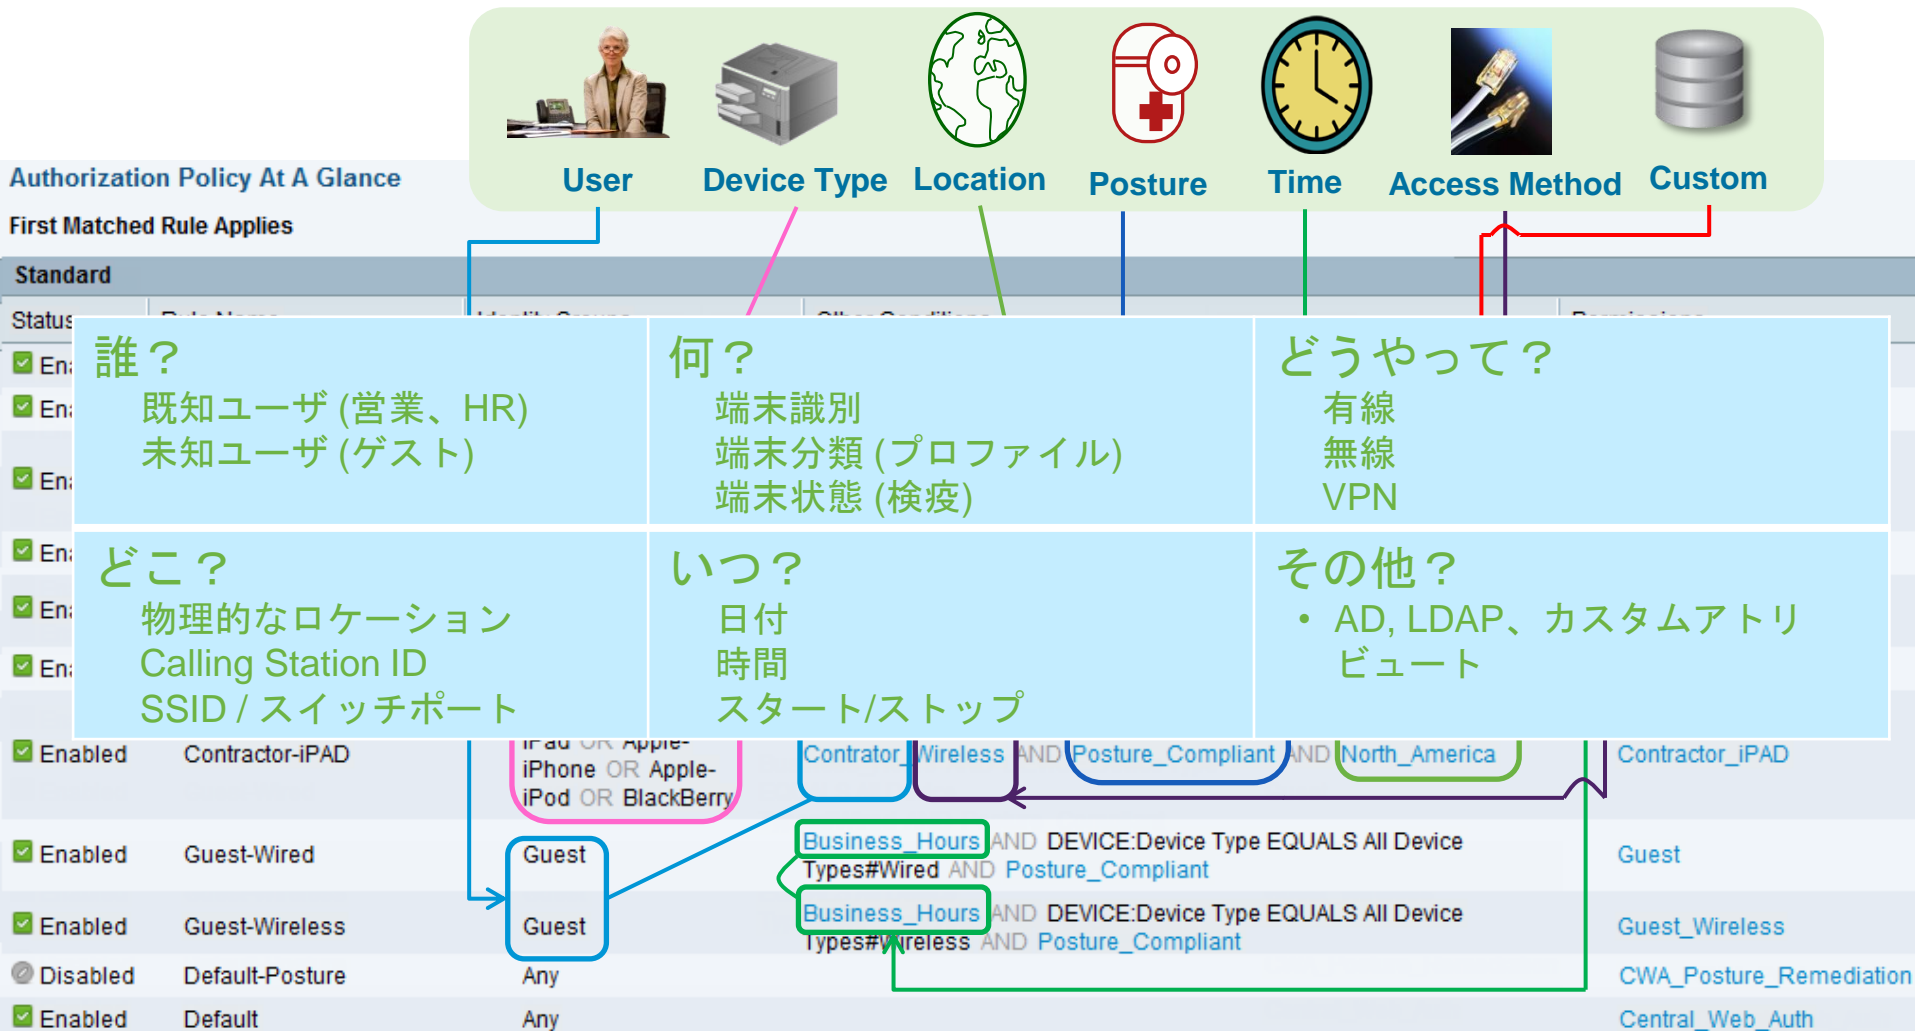 User
Device Type
Location
Posture
Time
Access Method
Custom
Authorization Policy At A Glance
First Matched Rule Applies
Standard
Status
誰？
既知ユーザ (営業、HR)
未知ユーザ (ゲスト)
何？
端末識別
端末分類 (プロファイル)
端末状態 (検疫)
どうやって？
有線
無線
VPN
どこ？
物理的なロケーション
Calling Station ID
SSID / スイッチポート
いつ？
日付
時間
スタート/ストップ
その他？
• AD, LDAP、カスタムアトリ
ビュート
Enabled
Contractor-iPAD
iPad OR Apple-
iPhone OR Apple-
iPod OR BlackBerry
Contrator_Wireless AND Posture_Compliant AND North_America
Contractor_iPAD
Enabled
Guest-Wired
Guest
Business_Hours AND DEVICE:Device Type EQUALS All Device
Types#Wired AND Posture_Compliant
Guest
Enabled
Guest-Wireless
Guest
Business_Hours AND DEVICE:Device Type EQUALS All Device
Types#Wireless AND Posture_Compliant
Guest_Wireless
Disabled
Default-Posture
Any
CWA_Posture_Remediation
Enabled
Default
Any
Central_Web_Auth